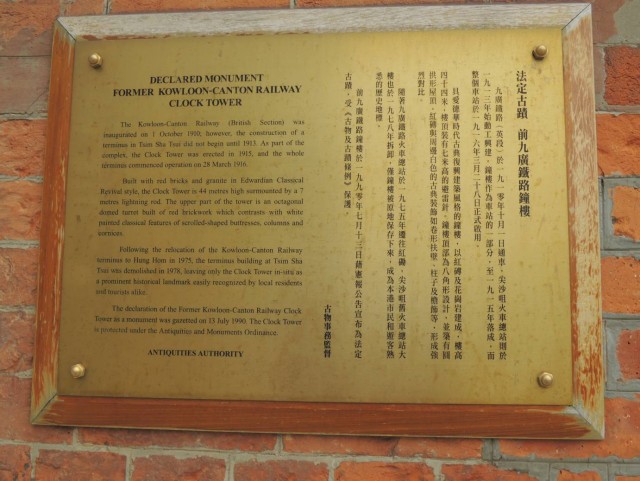 DECLARED MONUMENT
FORMER KOWLOON-CANTON RAILWAY
CLOCK TOWER
The Kowloon-Canton Railway (British Section) was
inaugurated on 1 October 1910; however, the construction of a
terminus in Tsim Sha Tsui did not begin until 1913. As part of the
complex, the Clock Tower was erected in 1915, and the whole
terminus commenced operation on 28 March 1916.
Built with red bricks and granite in Edwardian Classical
Revival style, the Clock Tower is 44 metres high surmounted by a 7
metres lightning rod. The upper part of the tower is an octagonal
domed turret built of red brickwork which contrasts with white
painted classical features of scrolled-shaped buttresses, columns and
cornices.
Following the relocation of the Kowloon-Canton Railway
terminus to Hung Hom in 1975, the terminus building at Tsim Sha
Tsui was demolished in 1978, leaving only the Clock Tower in-situ as
a prominent historical landmark easily recognized by local residents
and tourists alike.
The declaration of the Former Kowloon-Canton Railway Clock
Tower as a monument was gazetted on 13 July 1990. The Clock Tower
is protected under the Antiquities and Monuments Ordinance.
ANTIQUITIES AUTHORITY
法定古蹟 前九廣鐵路鐘樓
九廣鐵路（英段）於一九一零年十月一日通車，尖沙咀火車總站則於
一九一三年始動工興建。鐘樓作為車站的一部分，至一九一五年落成，而
整個車站於一九一六年三月二十八日正式啟用。
具愛德華時代古典復興建築風格的鐘樓，以紅磚及花崗岩建成，樓高
四十四米，樓頂裝有七米高的避雷針。鐘樓頂部為八角形設計，並築有圓
拱形屋頂，紅磚與周邊白色的古典裝飾如卷形扶壁、柱子及檐飾等，形成強
烈對比。
隨著九廣鐵路火車總站於一九七五年遷往紅磡，尖沙咀舊火車總站大
樓也於一九七八年拆卸，僅鐘樓被原地保存下來，成為本港市民和遊客熟
悉的歷史地標。
前九廣鐵路鐘樓於一九九零年七月十三日藉憲報公告宣布為法定
古蹟，受《古物及古蹟條例》保護。
古物事務監督